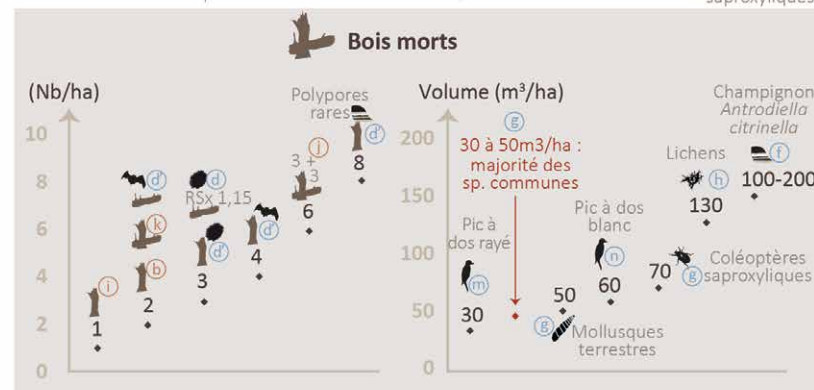 saproxyliques
Bois morts
(Nb/ha)
10
8
6
4
2
0
i
1
d'
k
b
2
d
RSx 1,15
d'
3
d'
4
j
3 +
3
6
Polypores
rares
d'
8
Volume (m³/ha)
200
150
100
50
0
g
30 à 50m3/ha :
majorité des
sp. communes
Pic à
dos rayé
m
30
50
g
Mollusques
terrestres
Pic à dos
blanc
n
60
70
g
Coléoptères
saproxyliques
Lichens
h
130
Champignon
Antrodiella
citrinella
f
100-200